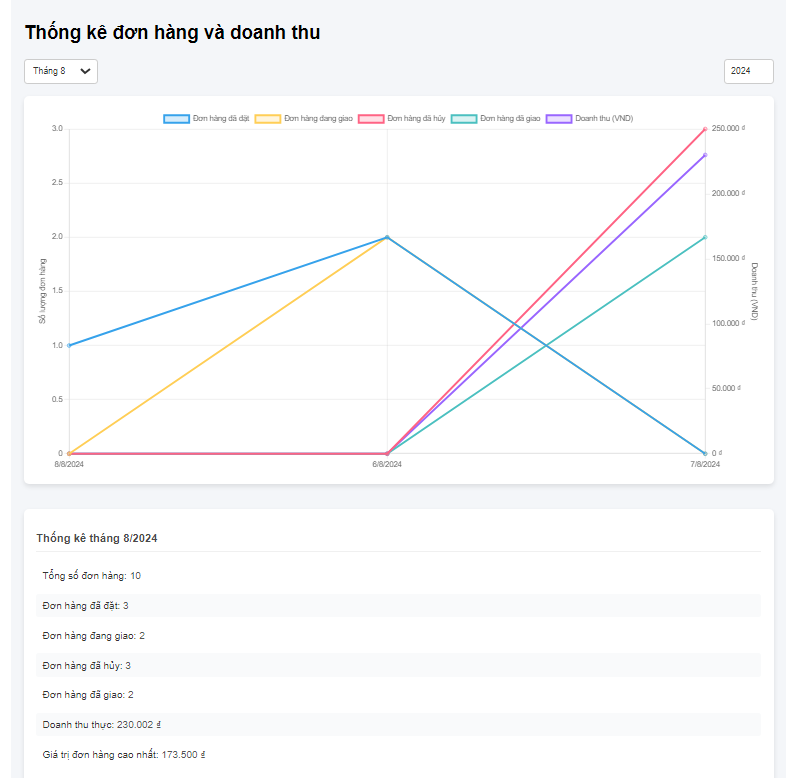 Thống kê đơn hàng và doanh thu
Tháng 8
2024
Đơn hàng đã đặt Đơn hàng đang giao Đơn hàng đã hủy Đơn hàng đã giao Doanh thu (VND)
3.0
2.5
2.0
1.5
1.0
0.5
0
Số lượng đơn hàng
250.000 ₫
200.000 ₫
150.000 ₫
100.000 ₫
50.000 ₫
0 ₫
Doanh thu (VND)
8/8/2024 6/8/2024 7/8/2024
Thống kê tháng 8/2024
Tổng số đơn hàng: 10
Đơn hàng đã đặt: 3
Đơn hàng đang giao: 2
Đơn hàng đã hủy: 3
Đơn hàng đã giao: 2
Doanh thu thực: 230.002 ₫
Giá trị đơn hàng cao nhất: 173.500 ₫